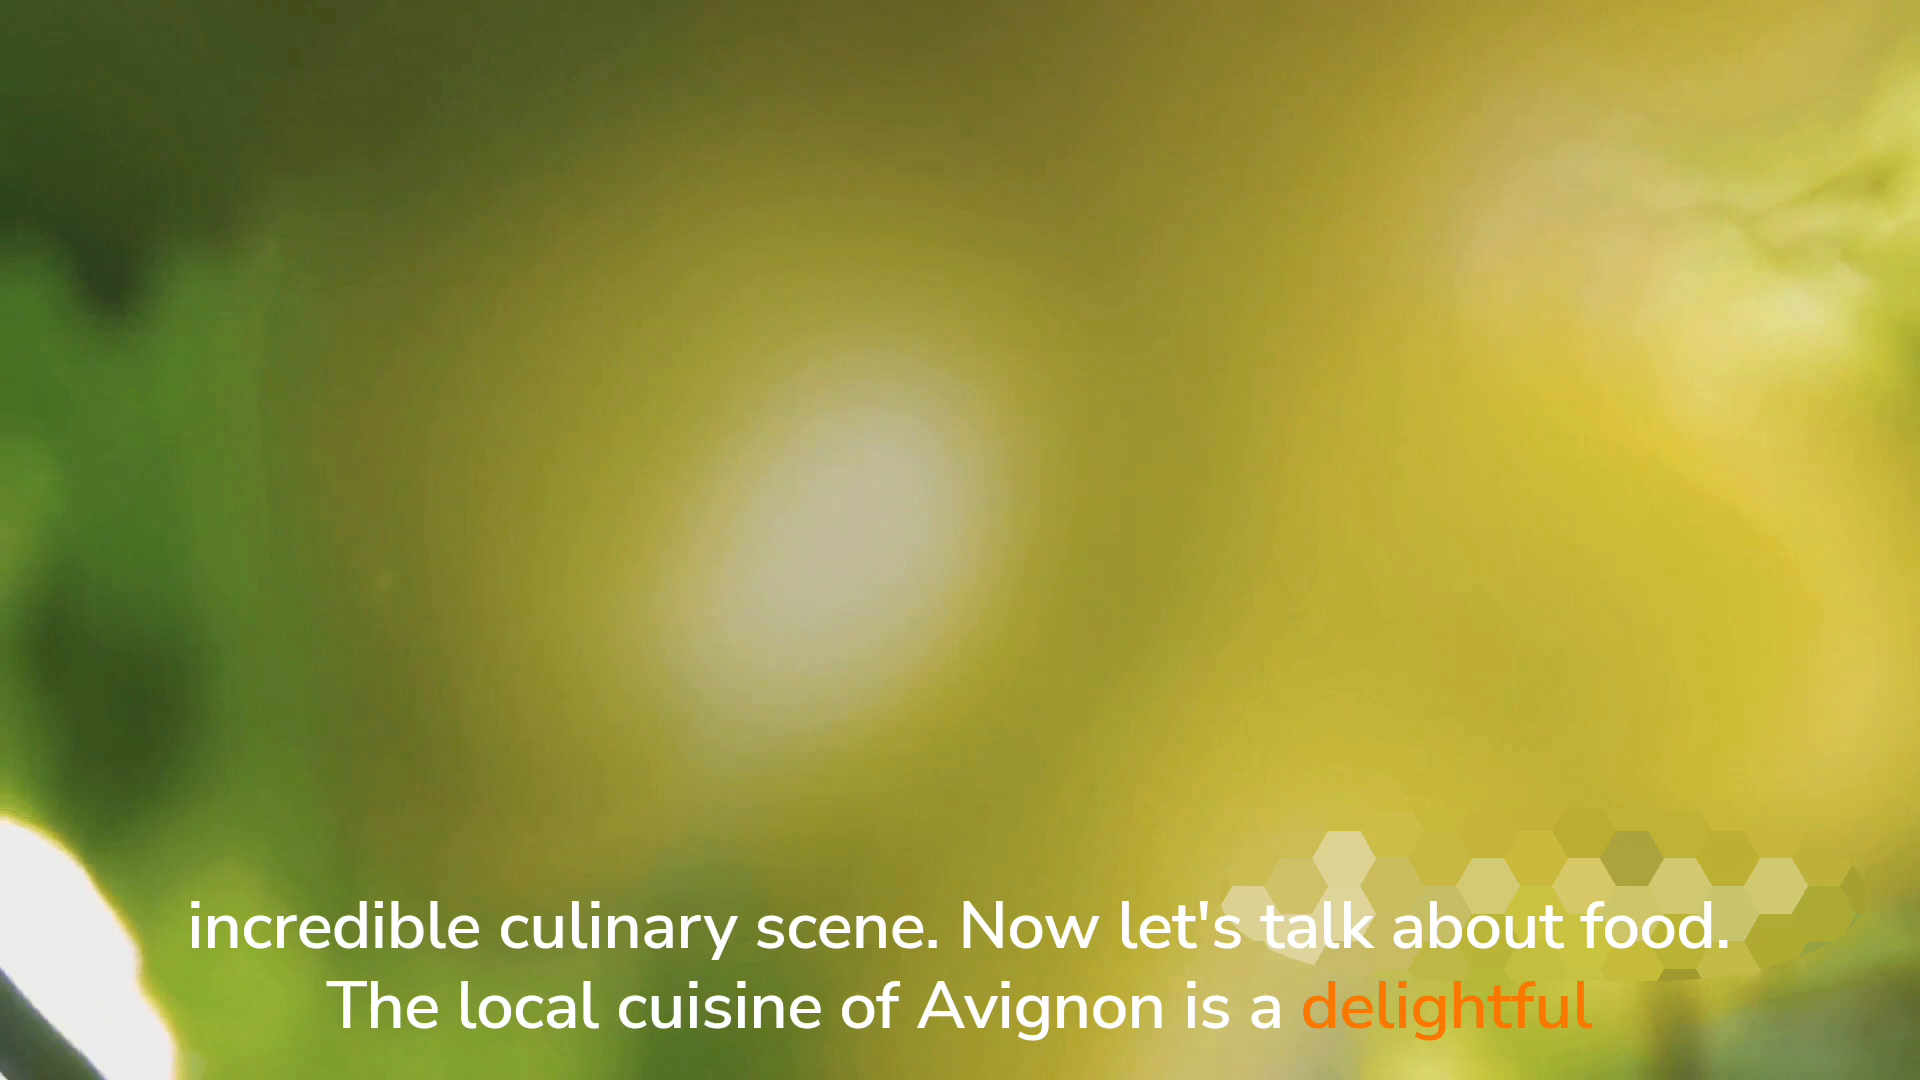 incredible culinary scene. Now let's talk about food.
The local cuisine of Avignon is a delightful